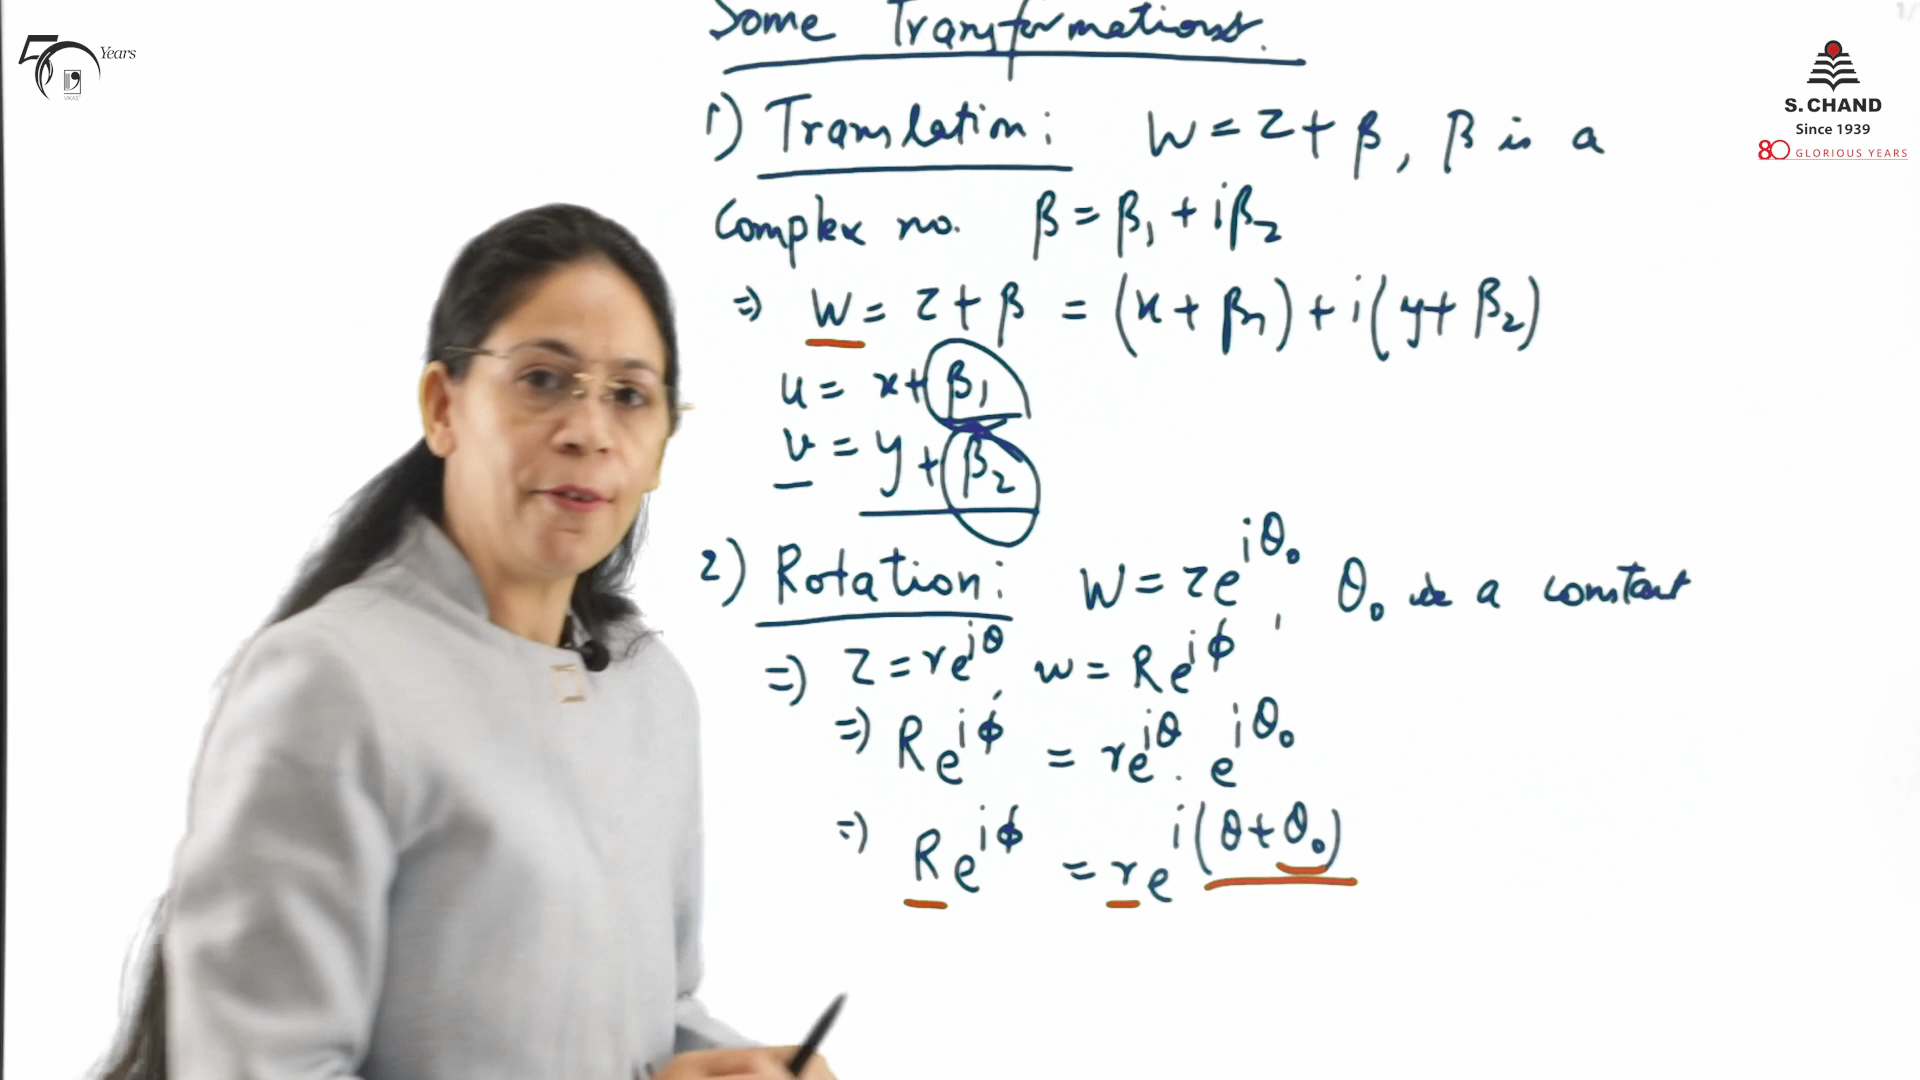 50 Years
VIKAS
Some Transformations.
S. CHAND
Since 1939
80 GLORIOUS YEARS
1) Translation: W = z + β, β is a
Complex no. β = β₁ + iβ₂
⇒ W = z + β = (x + β₁) + i(y + β₂)
u = x + β₁
v = y + β₂
2) Rotation: W = ze^{iθ₀}, θ₀ is a constant
⇒ z = re^{iθ}, w = Re^{iϕ}
⇒ Re^{iϕ} = re^{iθ} . e^{iθ₀}
⇒ Re^{iϕ} = re^{i(θ+θ₀)}